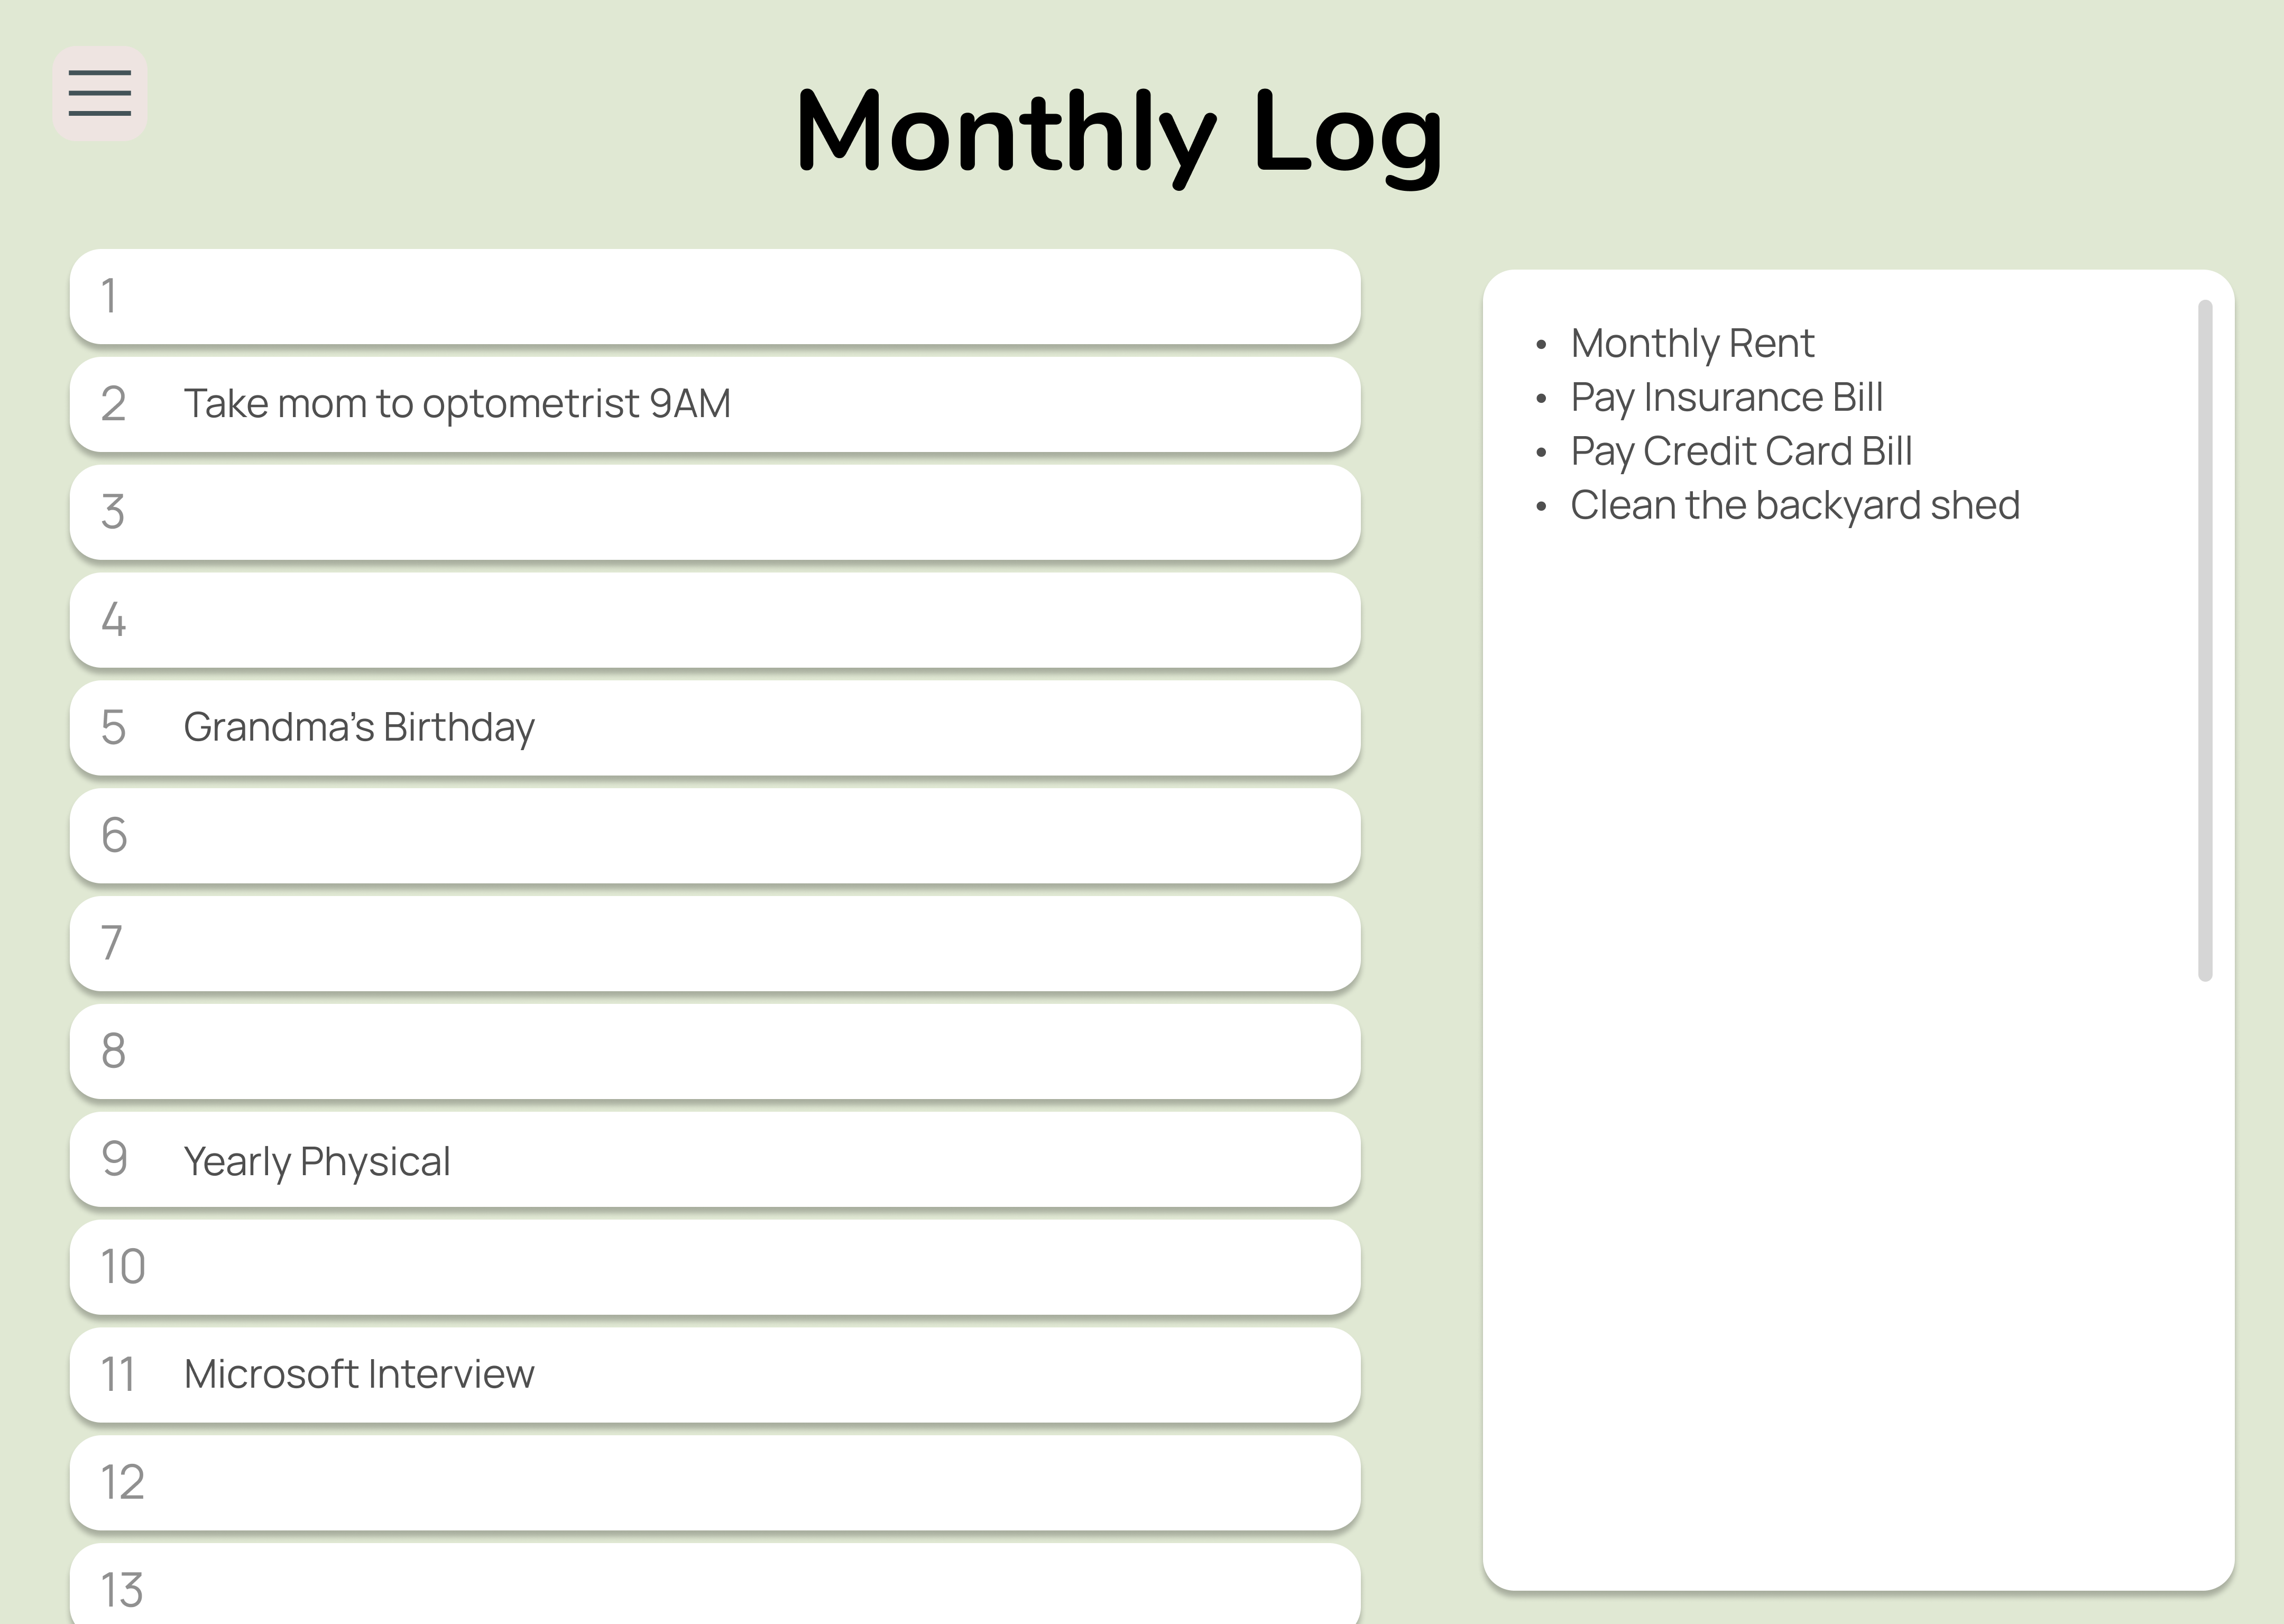 Monthly Log
1
2 Take mom to optometrist 9AM
3
4
5 Grandma’s Birthday
6
7
8
9 Yearly Physical
10
11 Microsoft Interview
12
13
• Monthly Rent
• Pay Insurance Bill
• Pay Credit Card Bill
• Clean the backyard shed